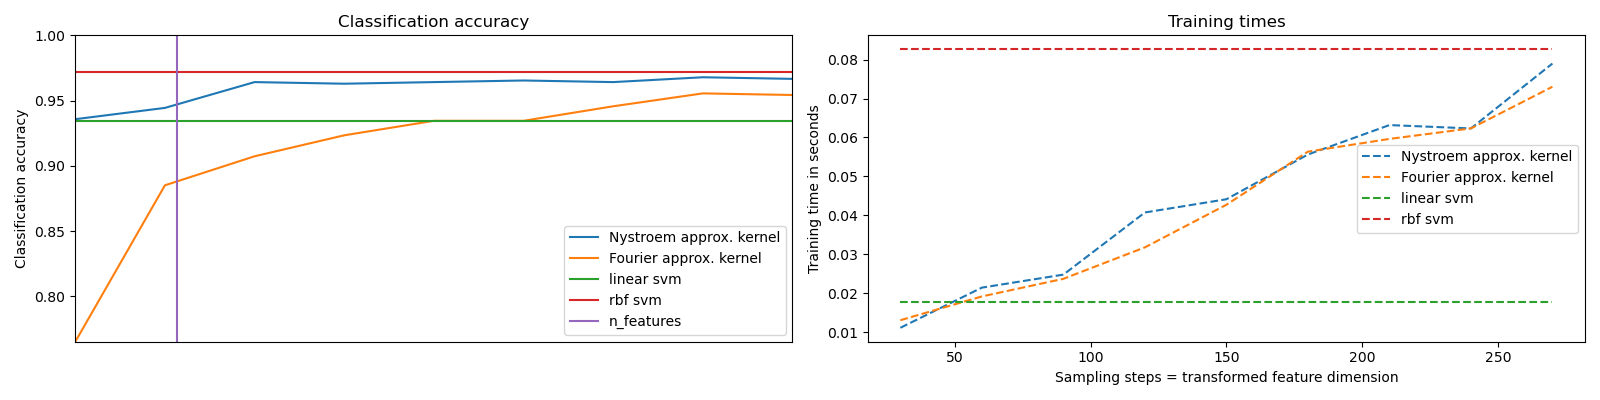 Classification accuracy
Classification accuracy
1.00
0.95
0.90
0.85
0.80
Nystroem approx. kernel
Fourier approx. kernel
linear svm
rbf svm
n_features
Training times
Training time in seconds
0.08
0.07
0.06
0.05
0.04
0.03
0.02
0.01
Nystroem approx. kernel
Fourier approx. kernel
linear svm
rbf svm
50 100 150 200 250
Sampling steps = transformed feature dimension